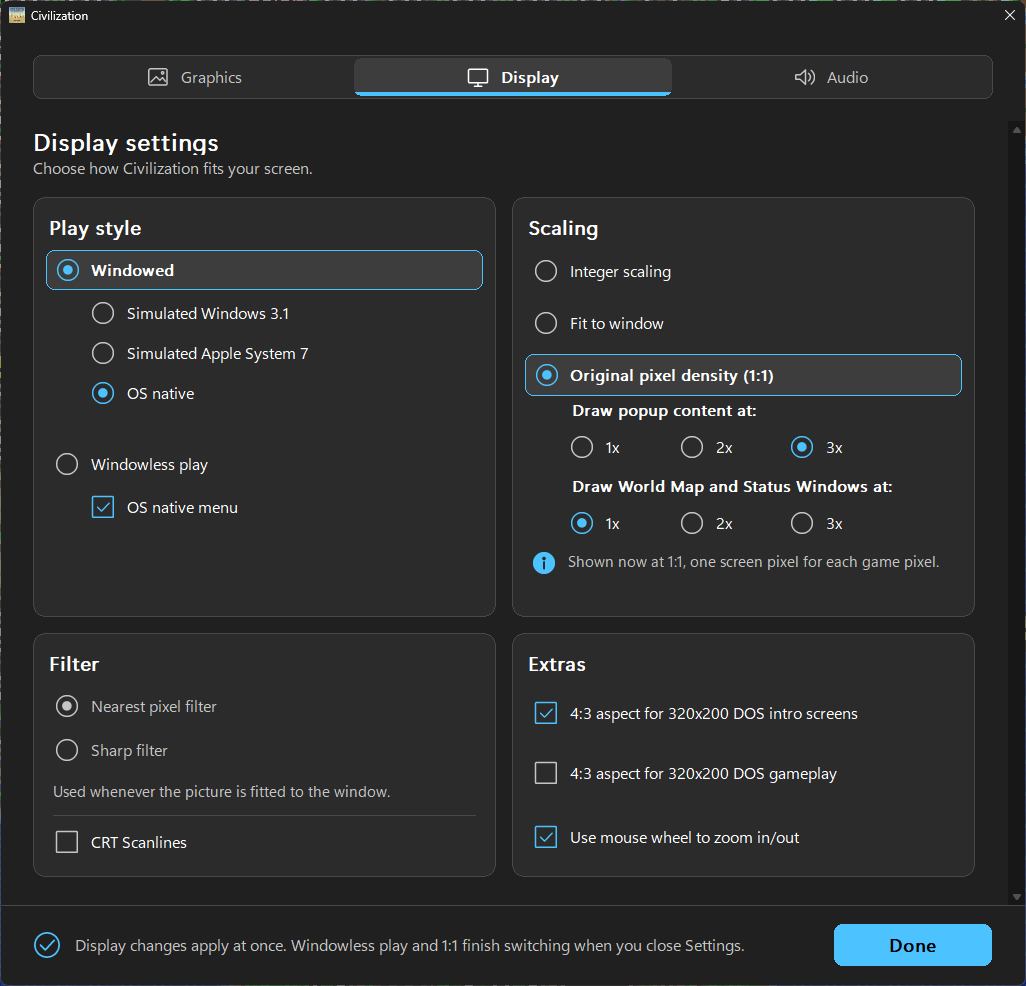 Civilization
Graphics
Display
Audio
Display settings
Choose how Civilization fits your screen.
Play style
Windowed
Simulated Windows 3.1
Simulated Apple System 7
OS native
Windowless play
OS native menu
Scaling
Integer scaling
Fit to window
Original pixel density (1:1)
Draw popup content at:
1x 2x 3x
Draw World Map and Status Windows at:
1x 2x 3x
Shown now at 1:1, one screen pixel for each game pixel.
Filter
Nearest pixel filter
Sharp filter
Used whenever the picture is fitted to the window.
CRT Scanlines
Extras
4:3 aspect for 320x200 DOS intro screens
4:3 aspect for 320x200 DOS gameplay
Use mouse wheel to zoom in/out
Display changes apply at once. Windowless play and 1:1 finish switching when you close Settings.
Done